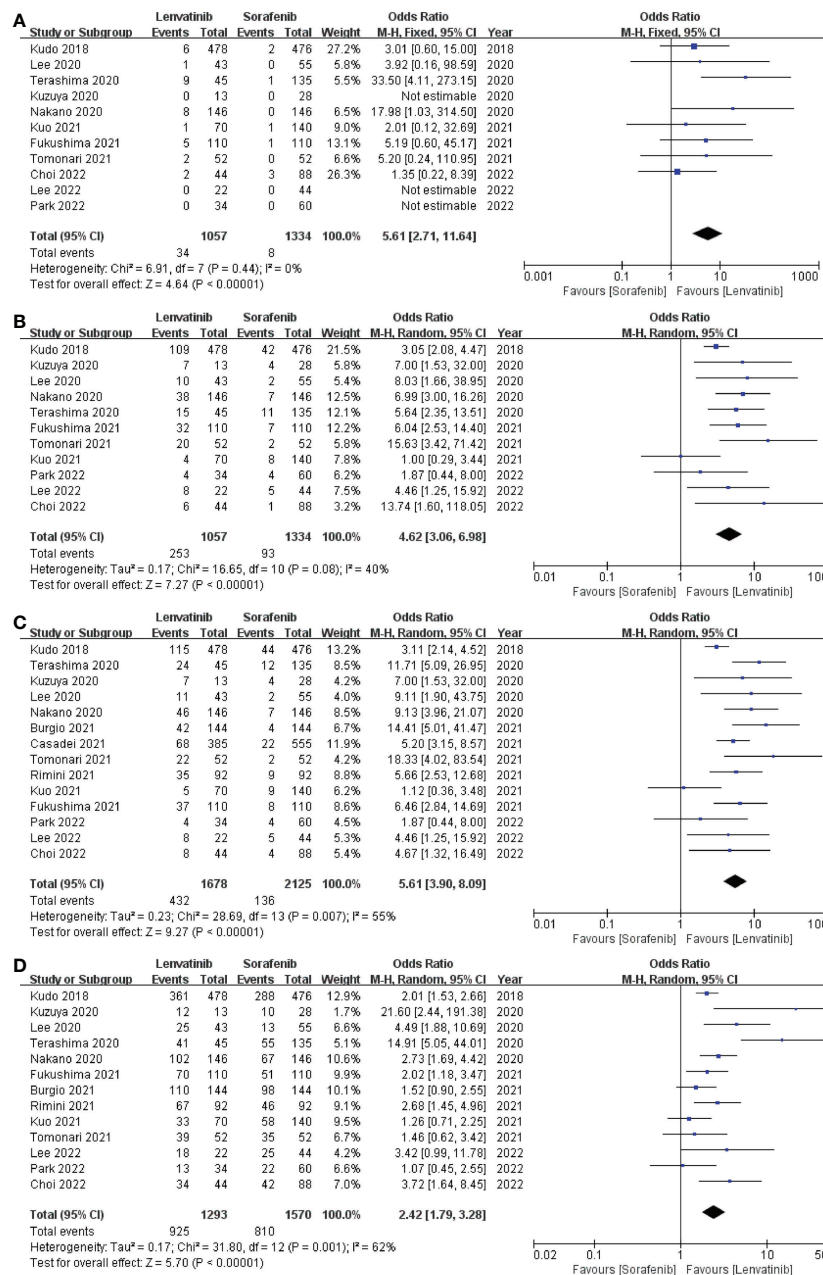 A
Lenvatinib Sorafenib Odds Ratio Odds Ratio
Study or Subgroup Events Total Events Total Weight M-H, Fixed, 95% CI Year M-H, Fixed, 95% CI
Kudo 2018 6 478 2 476 27.2% 3.01 [0.60, 15.00] 2018
Lee 2020 1 43 0 55 5.9% 3.92 [0.16, 98.59] 2020
Terashima 2020 9 45 1 135 5.5% 33.50 [4.11, 273.15] 2020
Kuzuya 2020 0 13 0 28 Not estimable 2020
Nakano 2020 8 146 0 146 6.5% 17.98 [1.03, 314.50] 2020
Kuo 2021 1 70 1 140 9.0% 2.01 [0.12, 32.69] 2021
Fukushima 2021 5 110 1 110 13.1% 5.19 [0.60, 45.17] 2021
Tomonari 2021 2 52 0 52 6.6% 5.20 [0.24, 110.95] 2021
Choi 2022 2 44 3 88 26.3% 1.35 [0.22, 8.39] 2022
Lee 2022 0 22 0 44 Not estimable 2022
Park 2022 0 34 0 60 Not estimable 2022
Total (95% CI) 1057 1334 100.0% 5.61 [2.71, 11.64]
Total events 34 8
Heterogeneity: Chi² = 6.91, df = 7 (P = 0.44); I² = 0%
Test for overall effect: Z = 4.64 (P < 0.00001)
0.001 0.1 1 10 1000
Favours [Sorafenib] Favours [Lenvatinib]
B
Lenvatinib Sorafenib Odds Ratio Odds Ratio
Study or Subgroup Events Total Events Total Weight M-H, Random, 95% CI Year M-H, Random, 95% CI
Kudo 2018 109 478 42 476 21.5% 3.05 [2.08, 4.47] 2018
Kuzuya 2020 7 13 4 28 5.8% 7.00 [1.53, 32.00] 2020
Lee 2020 10 43 2 55 5.5% 8.03 [1.66, 38.95] 2020
Nakano 2020 38 146 7 146 12.5% 6.99 [3.00, 16.26] 2020
Terashima 2020 15 45 11 135 12.1% 5.64 [2.35, 13.51] 2020
Fukushima 2021 32 110 7 110 12.2% 6.04 [2.53, 14.40] 2021
Tomonari 2021 20 52 2 52 5.8% 15.63 [3.42, 71.42] 2021
Kuo 2021 4 70 8 140 7.8% 1.00 [0.29, 3.44] 2021
Park 2022 4 34 4 60 6.2% 1.87 [0.44, 8.00] 2022
Lee 2022 8 22 5 44 7.5% 4.46 [1.25, 15.92] 2022
Choi 2022 6 44 1 88 3.2% 13.74 [1.60, 118.05] 2022
Total (95% CI) 1057 1334 100.0% 4.62 [3.06, 6.98]
Total events 253 93
Heterogeneity: Tau² = 0.17; Chi² = 16.65, df = 10 (P = 0.08); I² = 40%
Test for overall effect: Z = 7.27 (P < 0.00001)
0.01 0.1 1 10
Favours [Sorafenib] Favours [Lenvatinib]
C
Lenvatinib Sorafenib Odds Ratio Odds Ratio
Study or Subgroup Events Total Events Total Weight M-H, Random, 95% CI Year M-H, Random, 95% CI
Kudo 2018 115 478 44 476 13.2% 3.11 [2.14, 4.52] 2018
Terashima 2020 24 45 12 135 8.5% 11.71 [5.09, 26.95] 2020
Kuzuya 2020 7 13 4 28 4.2% 7.00 [1.53, 32.00] 2020
Lee 2020 11 43 2 55 4.0% 9.11 [1.90, 43.75] 2020
Nakano 2020 46 146 7 146 8.5% 9.13 [3.96, 21.07] 2020
Burgio 2021 42 144 4 144 6.7% 14.41 [5.01, 41.47] 2021
Casadei 2021 68 385 22 555 11.9% 5.20 [3.15, 8.57] 2021
Tomonari 2021 22 52 2 52 4.2% 18.33 [4.02, 83.54] 2021
Rimini 2021 35 92 9 92 8.8% 5.66 [2.53, 12.68] 2021
Kuo 2021 5 70 9 140 6.2% 1.12 [0.36, 3.48] 2021
Fukushima 2021 37 110 8 110 8.6% 6.46 [2.84, 14.69] 2021
Park 2022 4 34 4 60 4.5% 1.87 [0.44, 8.00] 2022
Lee 2022 8 22 5 44 5.3% 4.46 [1.25, 15.92] 2022
Choi 2022 8 44 4 88 5.4% 4.67 [1.32, 16.49] 2022
Total (95% CI) 1678 2125 100.0% 5.61 [3.90, 8.09]
Total events 432 136
Heterogeneity: Tau² = 0.23; Chi² = 28.69, df = 13 (P = 0.007); I² = 55%
Test for overall effect: Z = 9.27 (P < 0.00001)
0.01 0.1 1 10
Favours [Sorafenib] Favours [Lenvatinib]
D
Lenvatinib Sorafenib Odds Ratio Odds Ratio
Study or Subgroup Events Total Events Total Weight M-H, Random, 95% CI Year M-H, Random, 95% CI
Kudo 2018 361 478 288 476 12.9% 2.01 [1.53, 2.66] 2018
Kuzuya 2020 12 13 10 28 1.7% 21.60 [2.44, 191.38] 2020
Lee 2020 25 43 13 55 6.6% 4.49 [1.88, 10.69] 2020
Terashima 2020 41 45 55 135 5.0% 14.91 [5.05, 44.01] 2020
Nakano 2020 102 146 67 146 10.6% 2.73 [1.69, 4.42] 2020
Fukushima 2021 70 110 51 110 9.9% 2.02 [1.18, 3.47] 2021
Burgio 2021 110 144 98 144 10.1% 1.52 [0.90, 2.55] 2021
Rimini 2021 67 92 46 92 9.1% 2.68 [1.45, 4.96] 2021
Kuo 2021 33 70 58 140 9.5% 1.26 [0.71, 2.25] 2021
Tomonari 2021 39 52 35 52 6.7% 1.46 [0.62, 3.42] 2021
Lee 2022 18 22 25 44 4.2% 3.42 [0.99, 11.78] 2022
Park 2022 13 34 22 60 6.6% 1.07 [0.45, 2.55] 2022
Choi 2022 34 44 42 88 7.0% 3.72 [1.64, 8.45] 2022
Total (95% CI) 1293 1570 100.0% 2.42 [1.79, 3.28]
Total events 925 810
Heterogeneity: Tau² = 0.17; Chi² = 31.80, df = 12 (P = 0.001); I² = 62%
Test for overall effect: Z = 5.70 (P < 0.00001)
0.02 0.1 1 10
Favours [Sorafenib] Favours [Lenvatinib]